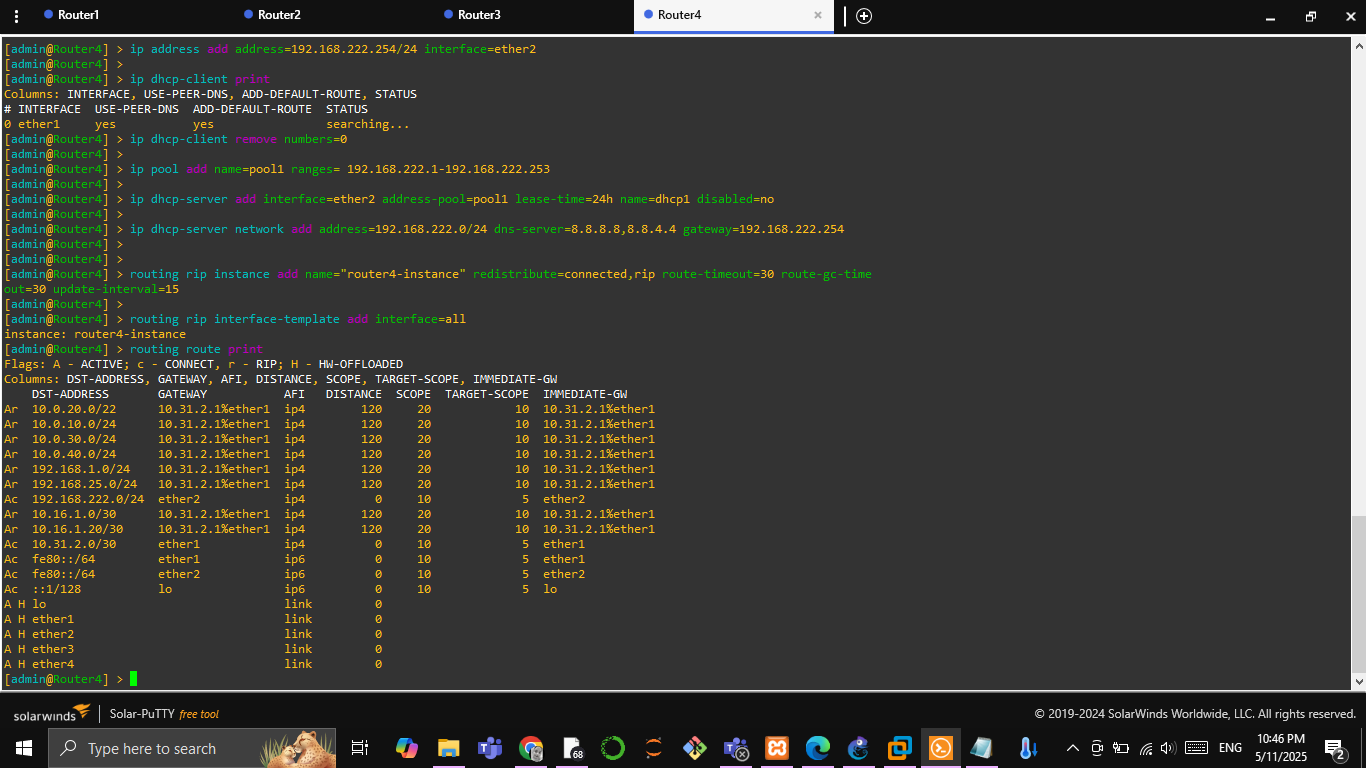 Router1 Router2 Router3 Router4
[admin@Router4] > ip address add address=192.168.222.254/24 interface=ether2
[admin@Router4] >
[admin@Router4] > ip dhcp-client print
Columns: INTERFACE, USE-PEER-DNS, ADD-DEFAULT-ROUTE, STATUS
# INTERFACE  USE-PEER-DNS  ADD-DEFAULT-ROUTE  STATUS
0 ether1     yes           yes                searching...
[admin@Router4] > ip dhcp-client remove numbers=0
[admin@Router4] >
[admin@Router4] > ip pool add name=pool1 ranges= 192.168.222.1-192.168.222.253
[admin@Router4] >
[admin@Router4] > ip dhcp-server add interface=ether2 address-pool=pool1 lease-time=24h name=dhcp1 disabled=no
[admin@Router4] >
[admin@Router4] > ip dhcp-server network add address=192.168.222.0/24 dns-server=8.8.8.8,8.8.4.4 gateway=192.168.222.254
[admin@Router4] >
[admin@Router4] >
[admin@Router4] > routing rip instance add name="router4-instance" redistribute=connected,rip route-timeout=30 route-gc-time
out=30 update-interval=15
[admin@Router4] >
[admin@Router4] > routing rip interface-template add interface=all
instance: router4-instance
[admin@Router4] > routing route print
Flags: A - ACTIVE; c - CONNECT, r - RIP; H - HW-OFFLOADED
Columns: DST-ADDRESS, GATEWAY, AFI, DISTANCE, SCOPE, TARGET-SCOPE, IMMEDIATE-GW
    DST-ADDRESS       GATEWAY           AFI   DISTANCE  SCOPE  TARGET-SCOPE  IMMEDIATE-GW
Ar  10.0.20.0/22      10.31.2.1%ether1  ip4        120     20            10  10.31.2.1%ether1
Ar  10.0.10.0/24      10.31.2.1%ether1  ip4        120     20            10  10.31.2.1%ether1
Ar  10.0.30.0/24      10.31.2.1%ether1  ip4        120     20            10  10.31.2.1%ether1
Ar  10.0.40.0/24      10.31.2.1%ether1  ip4        120     20            10  10.31.2.1%ether1
Ar  192.168.1.0/24    10.31.2.1%ether1  ip4        120     20            10  10.31.2.1%ether1
Ar  192.168.25.0/24   10.31.2.1%ether1  ip4        120     20            10  10.31.2.1%ether1
Ac  192.168.222.0/24  ether2            ip4          0     10             5  ether2
Ar  10.16.1.0/30      10.31.2.1%ether1  ip4        120     20            10  10.31.2.1%ether1
Ar  10.16.1.20/30     10.31.2.1%ether1  ip4        120     20            10  10.31.2.1%ether1
Ac  10.31.2.0/30      ether1            ip4          0     10             5  ether1
Ac  fe80::/64         ether1            ip6          0     10             5  ether1
Ac  fe80::/64         ether2            ip6          0     10             5  ether2
Ac  ::1/128           lo                ip6          0     10             5  lo
A H lo                                  link         0
A H ether1                              link         0
A H ether2                              link         0
A H ether3                              link         0
A H ether4                              link         0
[admin@Router4] >
solarwinds Solar-PuTTY free tool © 2019-2024 SolarWinds Worldwide, LLC. All rights reserved.
Type here to search 68 ENG 10:46 PM
5/11/2025 2